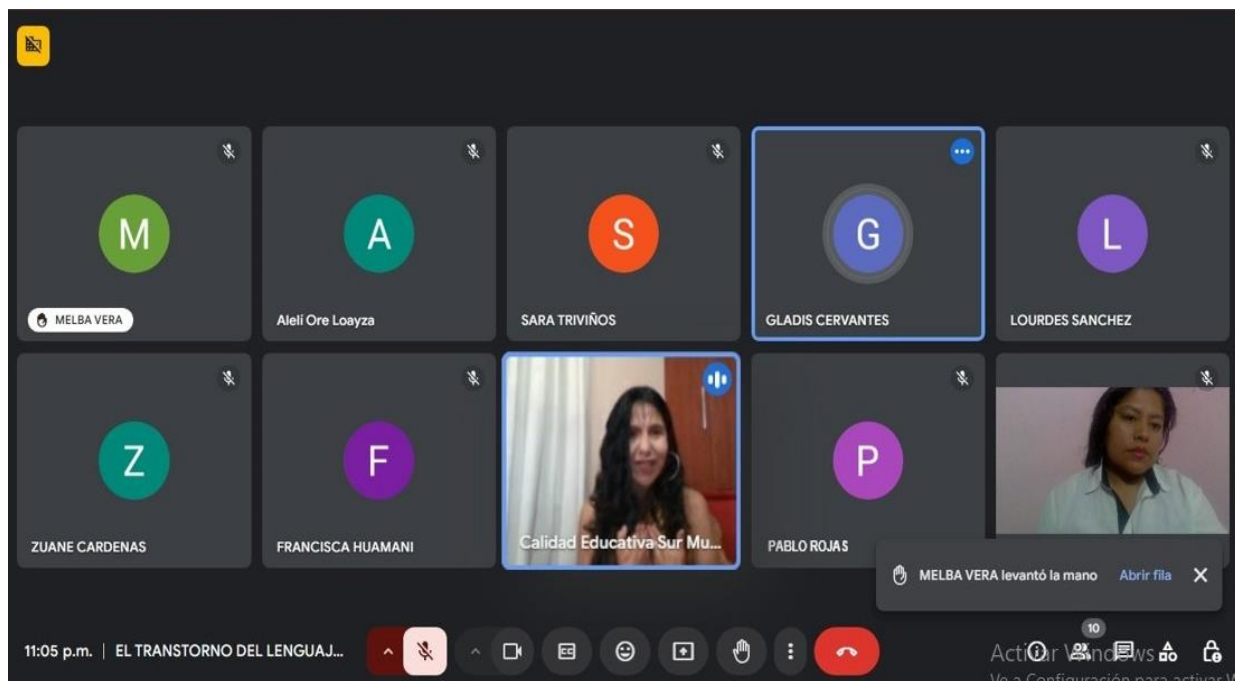 M
MELBA VERA
A
Alelí Ore Loayza
S
SARA TRIVIÑOS
G
GLADIS CERVANTES
L
LOURDES SANCHEZ
Z
ZUANE CARDENAS
F
FRANCISCA HUAMANI
Calidad Educativa Sur Mu...
P
PABLO ROJAS
MELBA VERA levantó la mano Abrir fila
11:05 p.m. | EL TRANSTORNO DEL LENGUAJ...
CC
10
Activar Windows
Ve a Configuración para activar